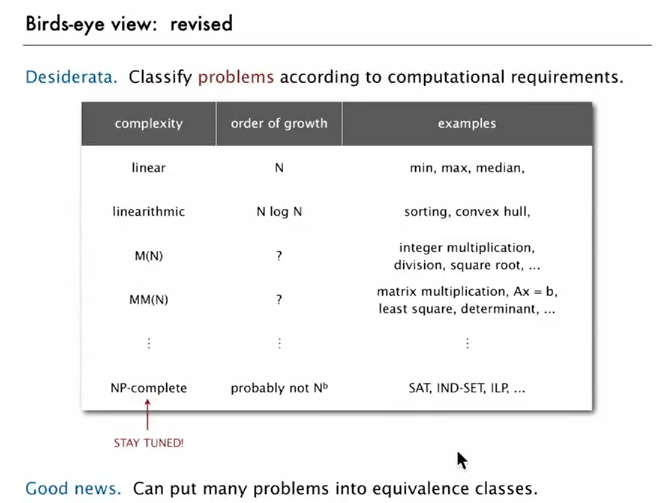 Birds-eye view: revised
Desiderata. Classify problems according to computational requirements.
complexity order of growth examples
linear N min, max, median,
linearithmic N log N sorting, convex hull,
M(N) ? integer multiplication,
division, square root, ...
MM(N) ? matrix multiplication, Ax = b,
least square, determinant, ...
⋮ ⋮ ⋮
NP-complete probably not Nᵇ SAT, IND-SET, ILP, ...
STAY TUNED!
Good news. Can put many problems into equivalence classes.